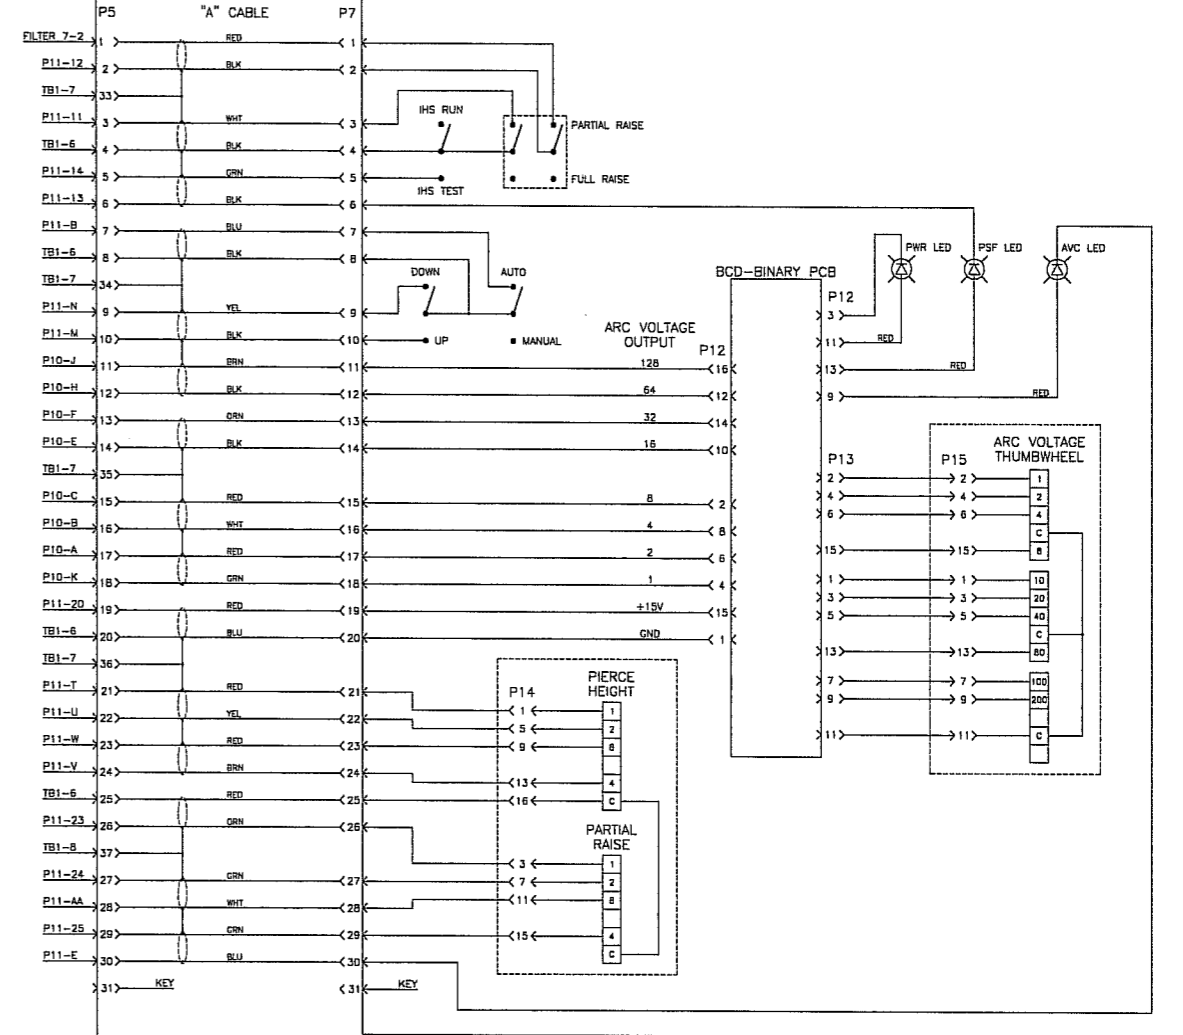 P5 "A" CABLE P7
FILTER 7-2 1 RED 1
P11-12 2 BLK 2
TB1-7 33
P11-11 3 WHT 3
TB1-6 4 BLK 4
P11-14 5 GRN 5
P11-13 6 BLK 6
P11-B 7 BLU 7
TB1-6 8 BLK 8
TB1-7 34
P11-N 9 YEL 9
P11-M 10 BLK 10
P10-J 11 BRN 11
P10-H 12 BLK 12
P10-F 13 GRN 13
P10-E 14 BLK 14
TB1-7 35
P10-C 15 RED 15
P10-B 16 WHT 16
P10-A 17 RED 17
P10-K 18 GRN 18
P11-20 19 RED 19
TB1-6 20 BLU 20
TB1-7 36
P11-T 21 RED 21
P11-U 22 YEL 22
P11-W 23 RED 23
P11-V 24 BRN 24
TB1-6 25 RED 25
P11-23 26 GRN 26
TB1-8 37
P11-24 27 GRN 27
P11-AA 28 WHT 28
P11-25 29 GRN 29
P11-E 30 BLU 30
31 KEY 31 KEY
IHS RUN
IHS TEST
PARTIAL RAISE
FULL RAISE
DOWN AUTO
UP MANUAL
ARC VOLTAGE
OUTPUT
P12
128 16
64 12
32 14
16 10
8 2
4 8
2 6
1 4
+15V 15
GND 1
BCD-BINARY PCB
PWR LED PSF LED AVC LED
P12
3
11 RED
13 RED
9 RED
P13 P15
ARC VOLTAGE
THUMBWHEEL
2 2 1
4 4 2
6 6 4
C
15 15 8
1 1 10
3 3 20
5 5 40
C
13 13 80
7 7 100
9 9 200
11 11 C
P14
PIERCE
HEIGHT
1 1
5 2
9 8
13 4
16 C
PARTIAL
RAISE
3 1
7 2
11 8
15 4
C